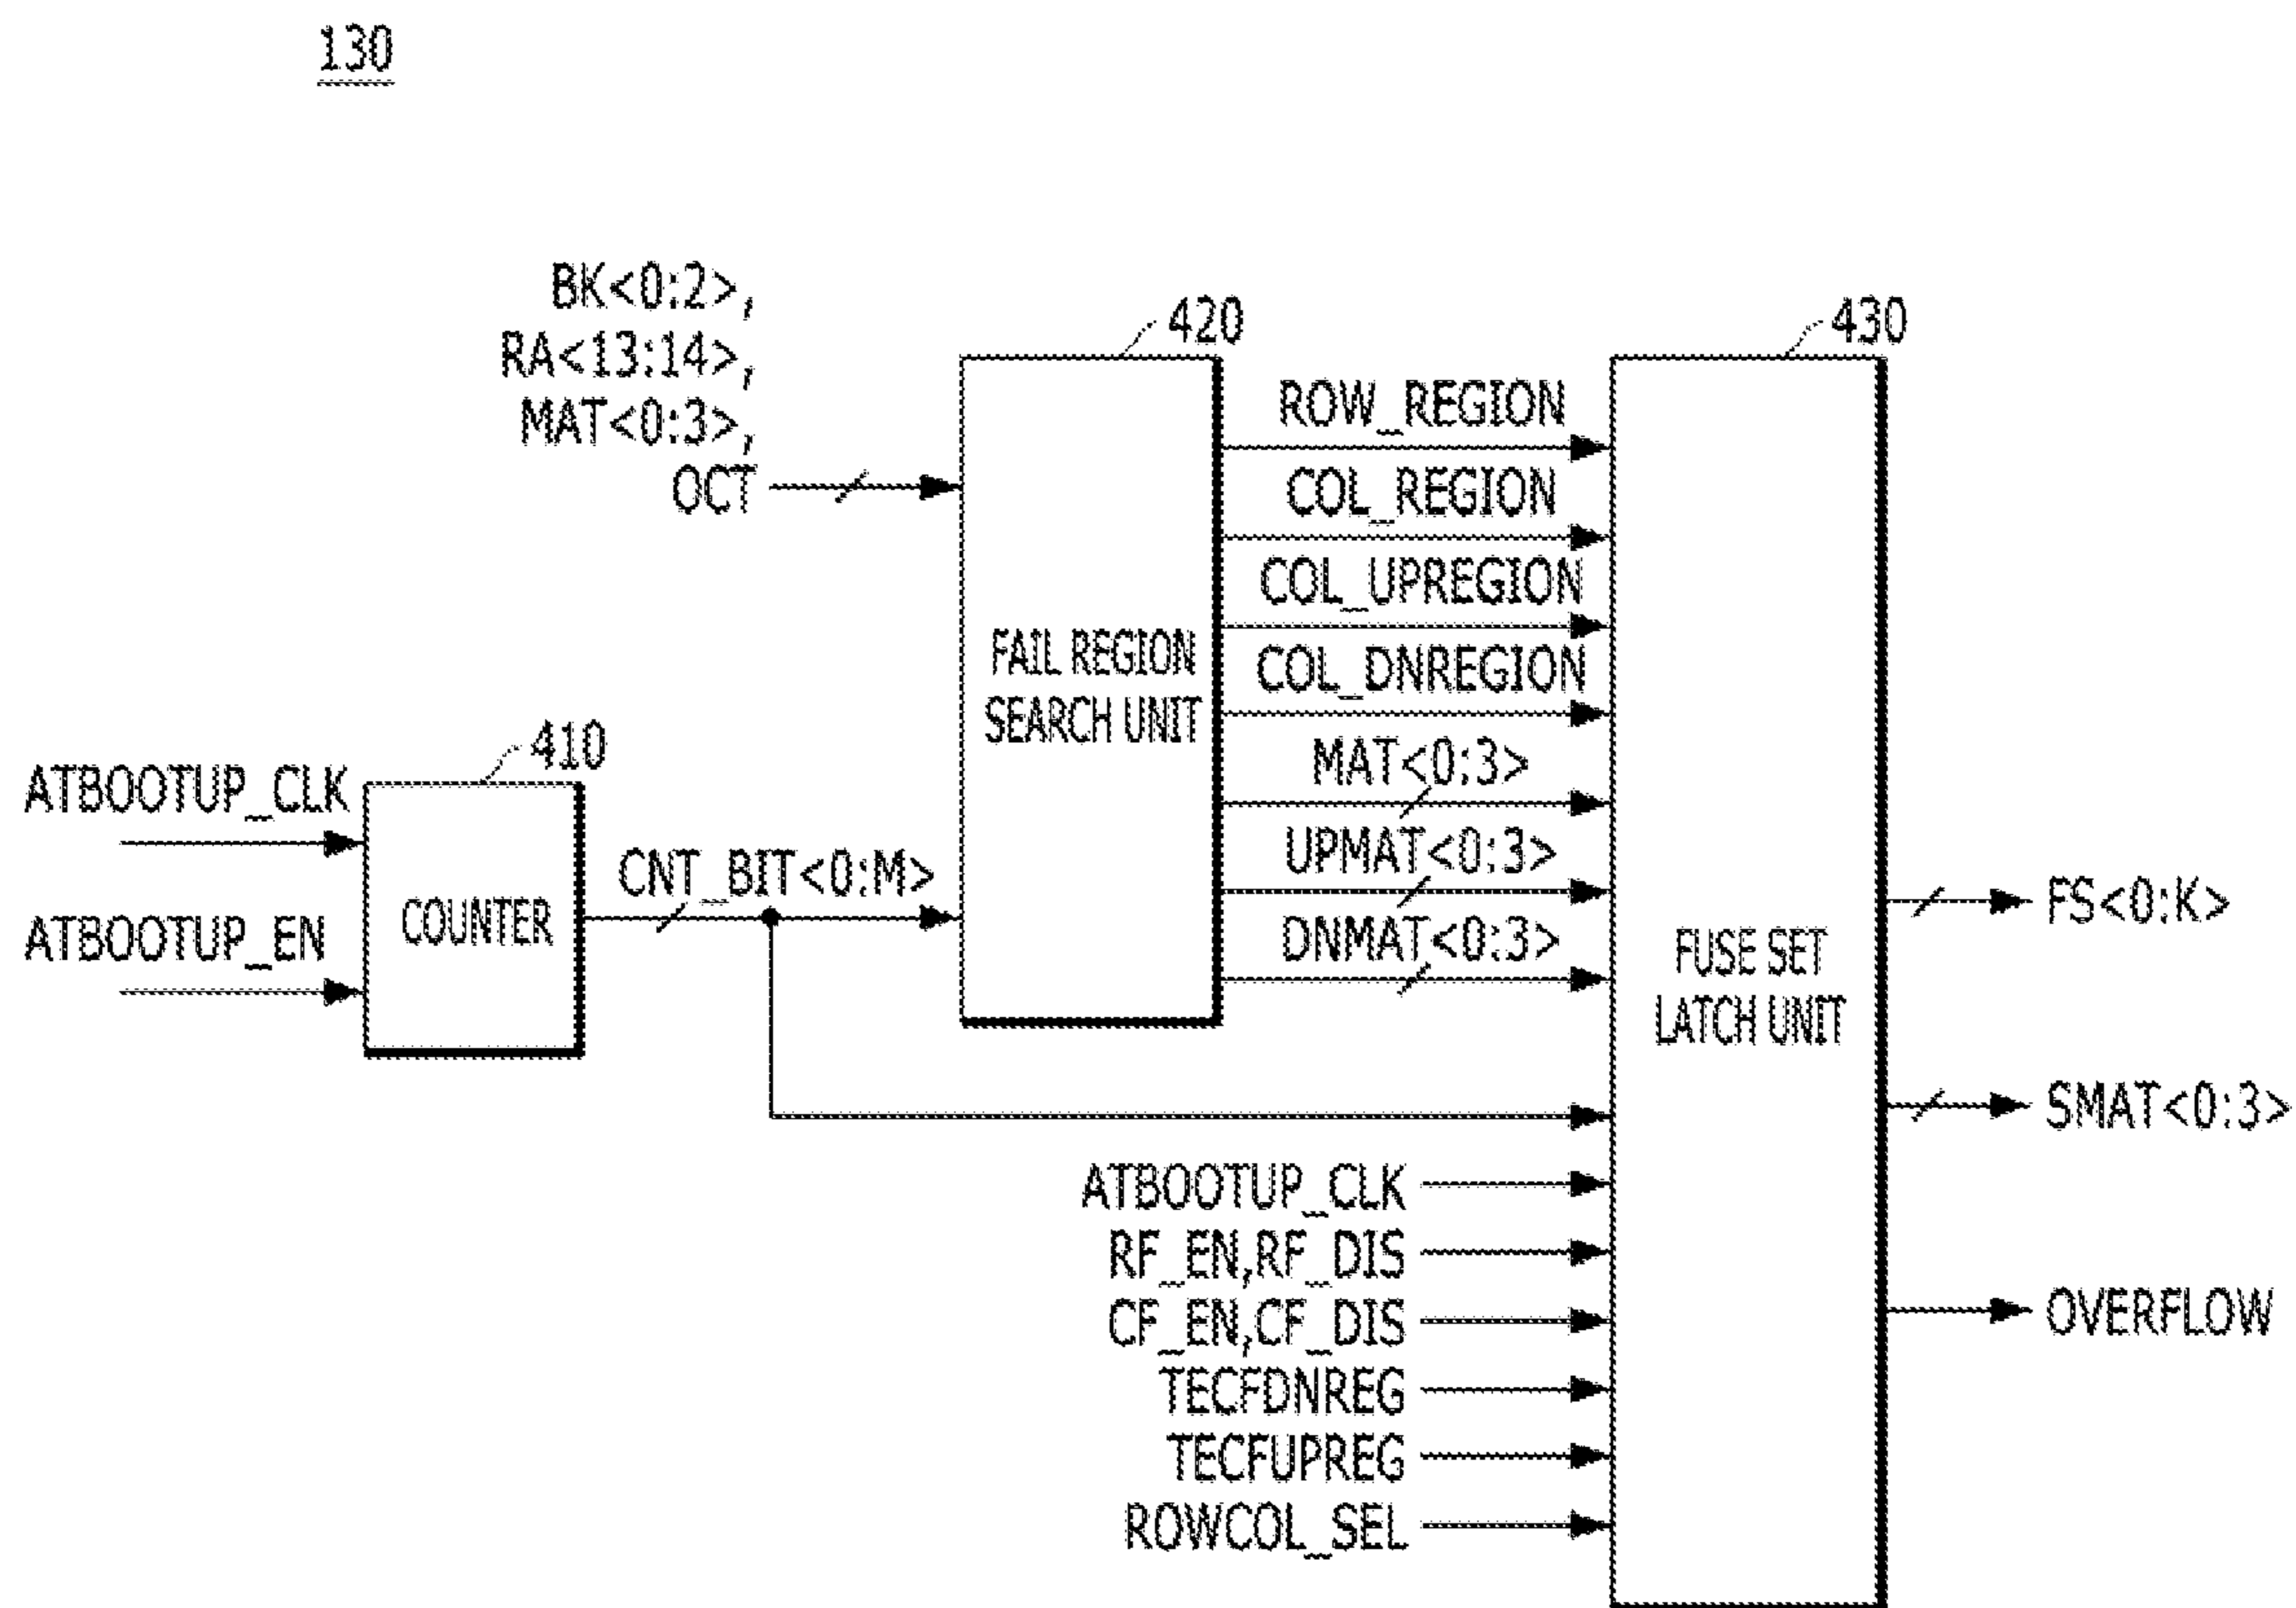 130
BK<0:2>,
RA<13:14>,
MAT<0:3>,
OCT
420
430
ROW_REGION
COL_REGION
COL_UPREGION
COL_DNREGION
MAT<0:3>
UPMAT<0:3>
DNMAT<0:3>
FAIL REGION
SEARCH UNIT
410
ATBOOTUP_CLK
ATBOOTUP_EN
COUNTER
CNT_BIT<0:M>
FUSE SET
LATCH UNIT
FS<0:K>
SMAT<0:3>
OVERFLOW
ATBOOTUP_CLK
RF_EN,RF_DIS
CF_EN,CF_DIS
TECFDNREG
TECFUPREG
ROWCOL_SEL